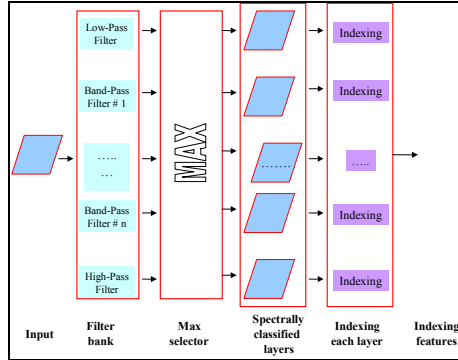 Low-Pass
Filter
Indexing
Band-Pass
Filter # 1
Indexing
MAX
…..
…
…….
…..
Band-Pass
Filter # n
Indexing
High-Pass
Filter
Indexing
Input
Filter
bank
Max
selector
Spectrally
classified
layers
Indexing
each layer
Indexing
features